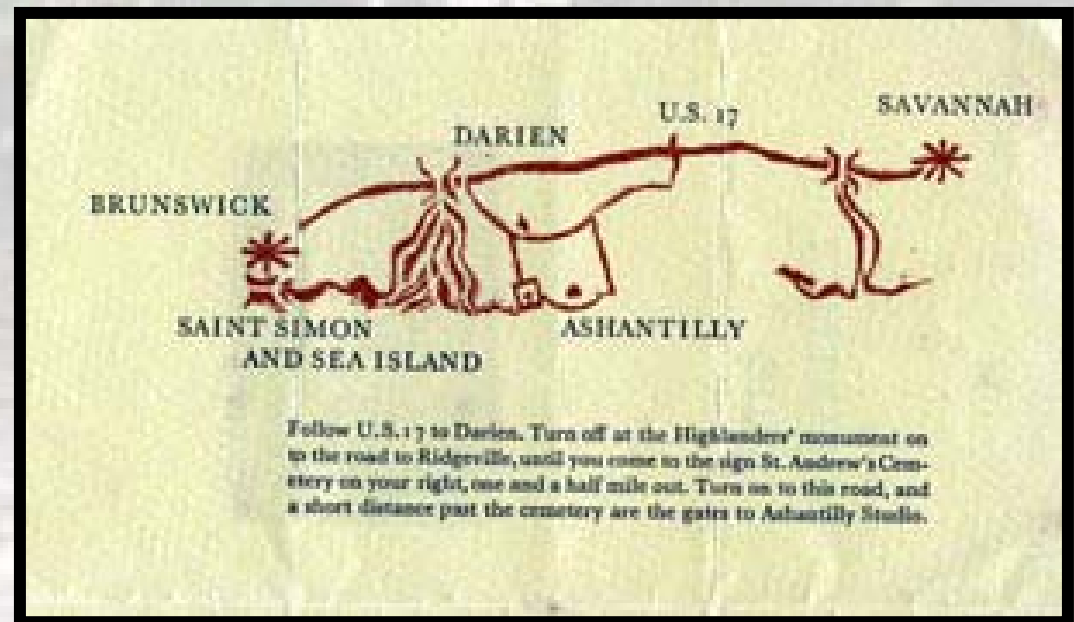 SAVANNAH
U.S. 17
DARIEN
BRUNSWICK
SAINT SIMON
AND SEA ISLAND
ASHANTILLY
Follow U.S. 17 to Darien. Turn off at the Highlanders' monument on
to the road to Ridgeville, until you come to the sign St. Andrew's Cem-
etery on your right, one and a half mile out. Turn on to this road, and
a short distance past the cemetery are the gates to Ashantilly Studio.